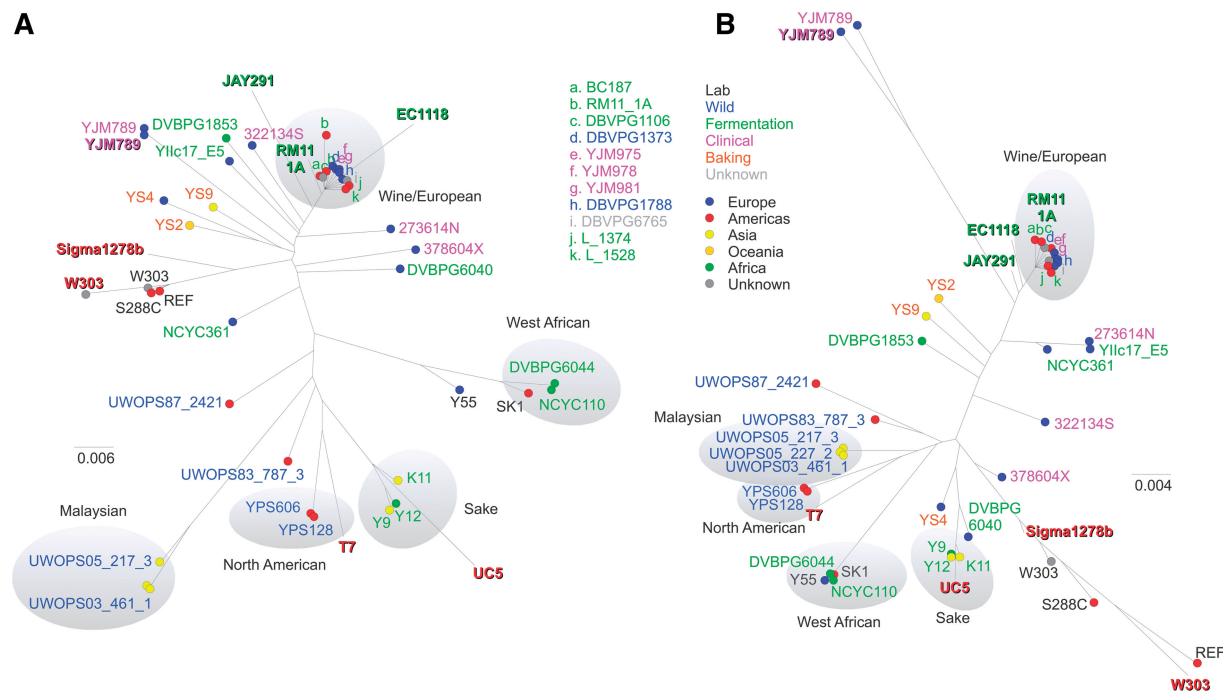 A
JAY291
EC1118
b
YJM789
YJM789
DVBPG1853
322134S
YIIc17_E5
RM11
1A
a
c
b
d
e
f
g
h
i
j
k
Wine/European
YS4
YS9
YS2
273614N
378604X
DVBPG6040
Sigma1278b
W303
W303
S288C
REF
NCYC361
West African
DVBPG6044
SK1
NCYC110
Y55
UWOPS87_2421
0.006
UWOPS83_787_3
K11
Y12
Y9
Sake
YPS606
YPS128
North American
T7
UC5
Malaysian
UWOPS05_217_3
UWOPS03_461_1
a. BC187
b. RM11_1A
c. DBVPG1106
d. DBVPG1373
e. YJM975
f. YJM978
g. YJM981
h. DBVPG1788
i. DBVPG6765
j. L_1374
k. L_1528
Lab
Wild
Fermentation
Clinical
Baking
Unknown
Europe
Americas
Asia
Oceania
Africa
Unknown
B
YJM789
YJM789
Wine/European
RM11
1A
EC1118
JAY291
abc
d
ef
g
h
i
j
k
YS2
YS9
DVBPG1853
273614N
YIIc17_E5
NCYC361
UWOPS87_2421
Malaysian
UWOPS83_787_3
UWOPS05_217_3
UWOPS05_227_2
UWOPS03_461_1
322134S
YPS606
YPS128
T7
North American
378604X
0.004
YS4
DVBPG
6040
Sigma1278b
DVBPG6044
Y55
SK1
NCYC110
West African
Y9
Y12
K11
UC5
Sake
W303
S288C
REF
W303